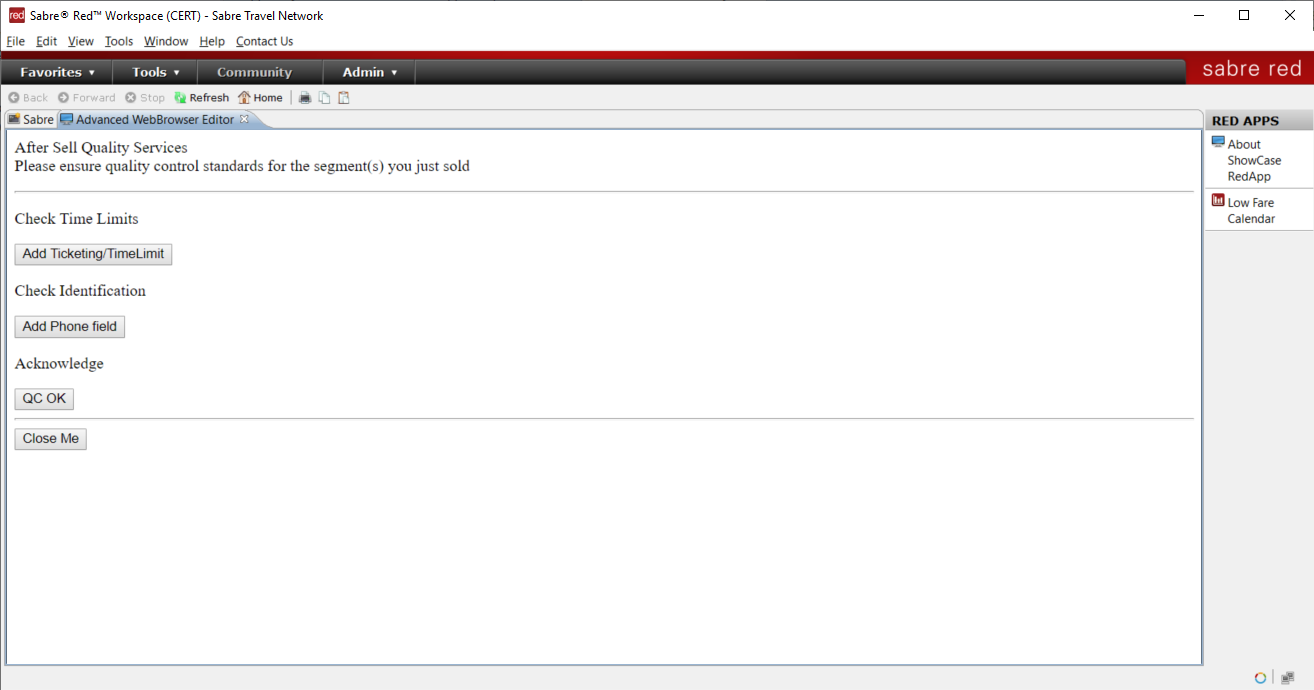 red Sabre® Red™ Workspace (CERT) - Sabre Travel Network
File Edit View Tools Window Help Contact Us
Favorites Tools Community Admin sabre red
Back Forward Stop Refresh Home
Sabre Advanced WebBrowser Editor
RED APPS
After Sell Quality Services
Please ensure quality control standards for the segment(s) you just sold
Check Time Limits
Add Ticketing/TimeLimit
Check Identification
Add Phone field
Acknowledge
QC OK
Close Me
About
ShowCase
RedApp
Low Fare
Calendar